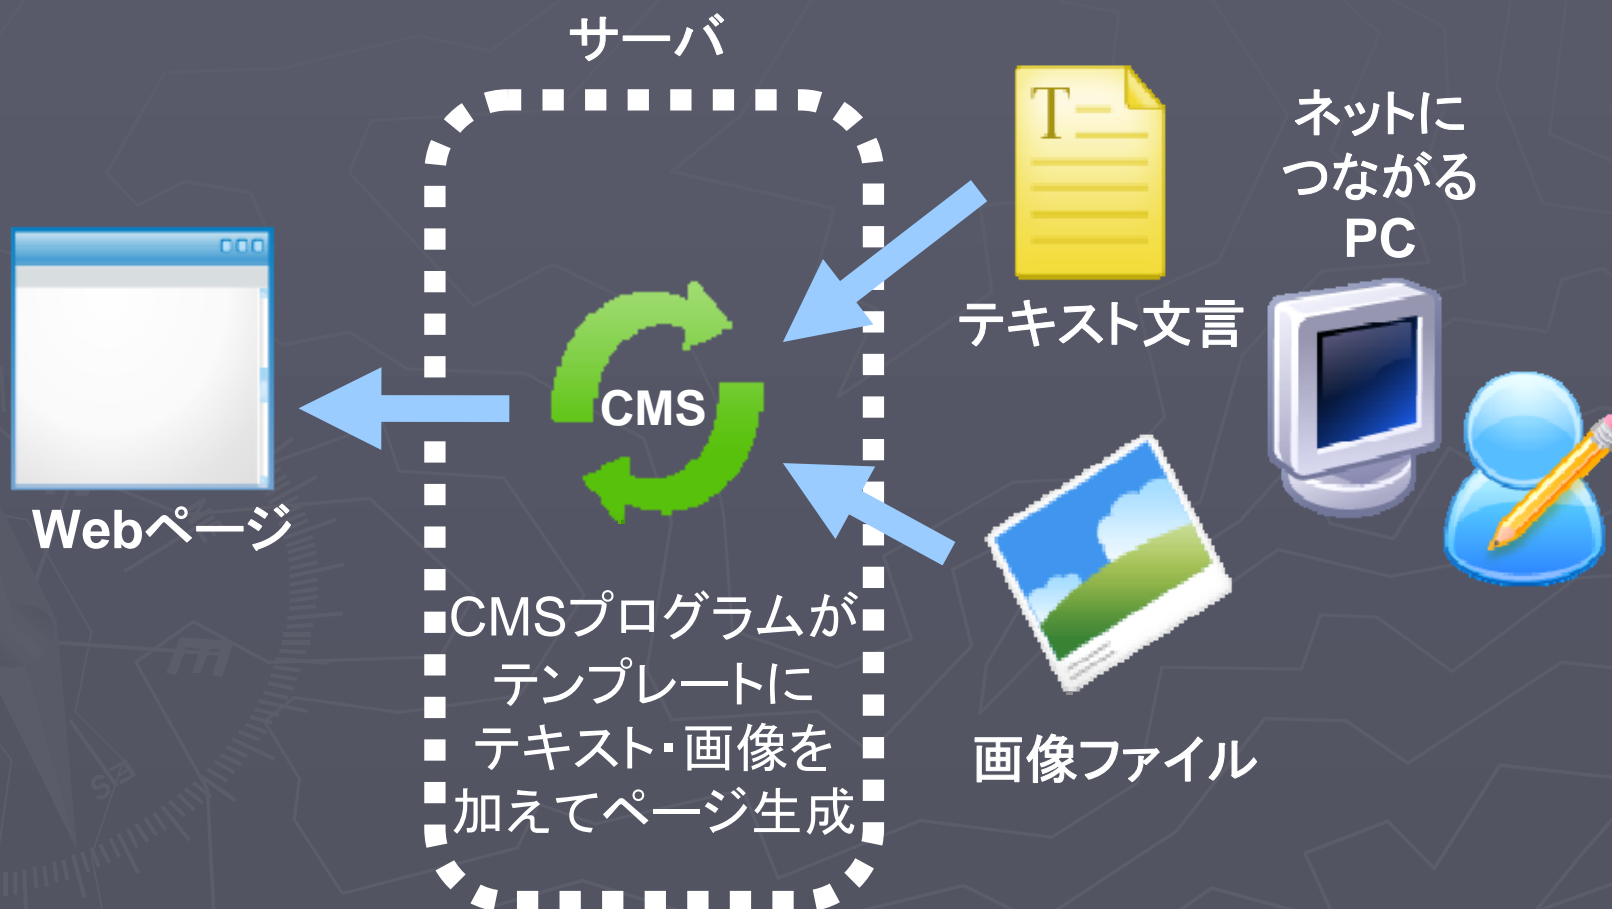 サーバ
T
ネットに
つながる
PC
テキスト文言
CMS
Webページ
CMSプログラムが
テンプレートに
テキスト・画像を
加えてページ生成
画像ファイル
E